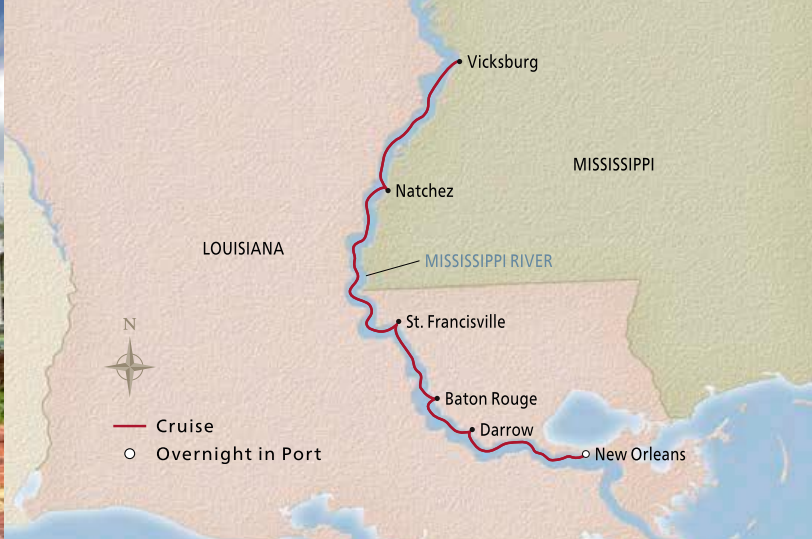 Vicksburg
MISSISSIPPI
Natchez
LOUISIANA
MISSISSIPPI RIVER
N
St. Francisville
Baton Rouge
Cruise
Darrow
Overnight in Port
New Orleans